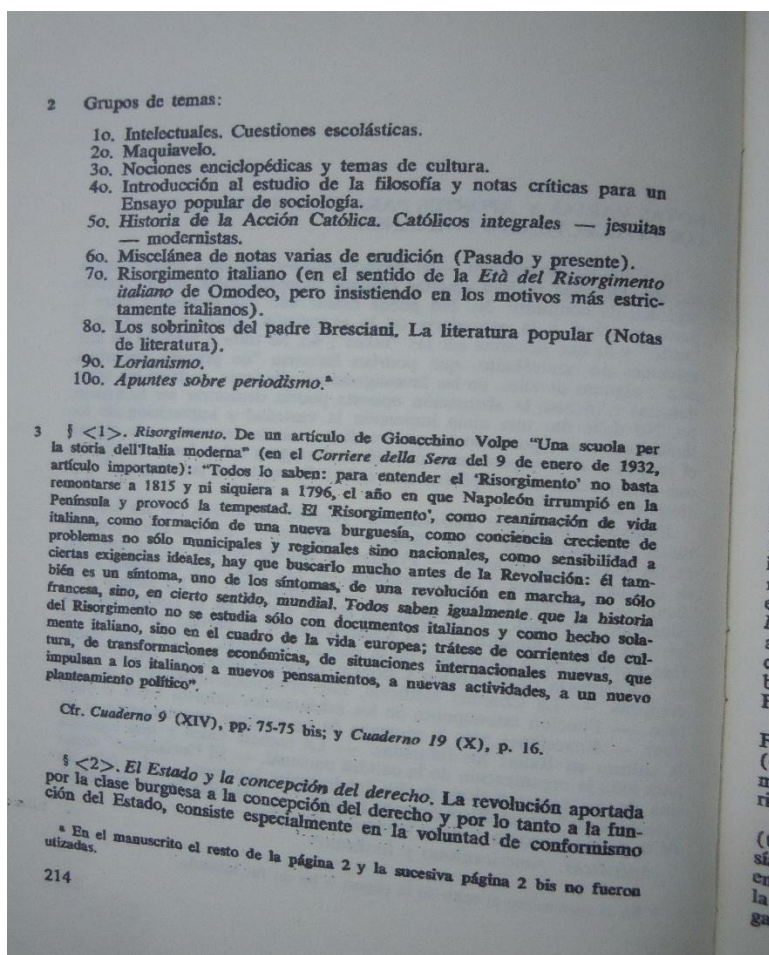 2 Grupos de temas:
1o. Intelectuales. Cuestiones escolásticas.
2o. Maquiavelo.
3o. Nociones enciclopédicas y temas de cultura.
4o. Introducción al estudio de la filosofía y notas críticas para un
Ensayo popular de sociología.
5o. Historia de la Acción Católica. Católicos integrales — jesuitas
— modernistas.
6o. Miscelánea de notas varias de erudición (Pasado y presente).
7o. Risorgimento italiano (en el sentido de la Età del Risorgimento
italiano de Omodeo, pero insistiendo en los motivos más estric-
tamente italianos).
8o. Los sobrinitos del padre Bresciani. La literatura popular (Notas
de literatura).
9o. Lorianismo.
10o. Apuntes sobre periodismo.ª
3 § <1>. Risorgimento. De un artículo de Gioacchino Volpe "Una scuola per
la storia dell'Italia moderna" (en el Corriere della Sera del 9 de enero de 1932,
artículo importante): "Todos lo saben: para entender el 'Risorgimento' no basta
remontarse a 1815 y ni siquiera a 1796, el año en que Napoleón irrumpió en la
Península y provocó la tempestad. El 'Risorgimento', como reanimación de vida
italiana, como formación de una nueva burguesía, como conciencia creciente de
problemas no sólo municipales y regionales sino nacionales, como sensibilidad a
ciertas exigencias ideales, hay que buscarlo mucho antes de la Revolución: él tam-
bién es un síntoma, uno de los síntomas, de una revolución en marcha, no sólo
francesa, sino, en cierto sentido, mundial. Todos saben igualmente que la historia
del Risorgimento no se estudia sólo con documentos italianos y como hecho sola-
mente italiano, sino en el cuadro de la vida europea; trátese de corrientes de cul-
tura, de transformaciones económicas, de situaciones internacionales nuevas, que
impulsan a los italianos a nuevos pensamientos, a nuevas actividades, a un nuevo
planteamiento político".
Cfr. Cuaderno 9 (XIV), pp. 75-75 bis; y Cuaderno 19 (X), p. 16.
§ <2>. El Estado y la concepción del derecho. La revolución aportada
por la clase burguesa a la concepción del derecho y por lo tanto a la fun-
ción del Estado, consiste especialmente en la voluntad de conformismo
ª En el manuscrito el resto de la página 2 y la sucesiva página 2 bis no fueron
utizadas.
214